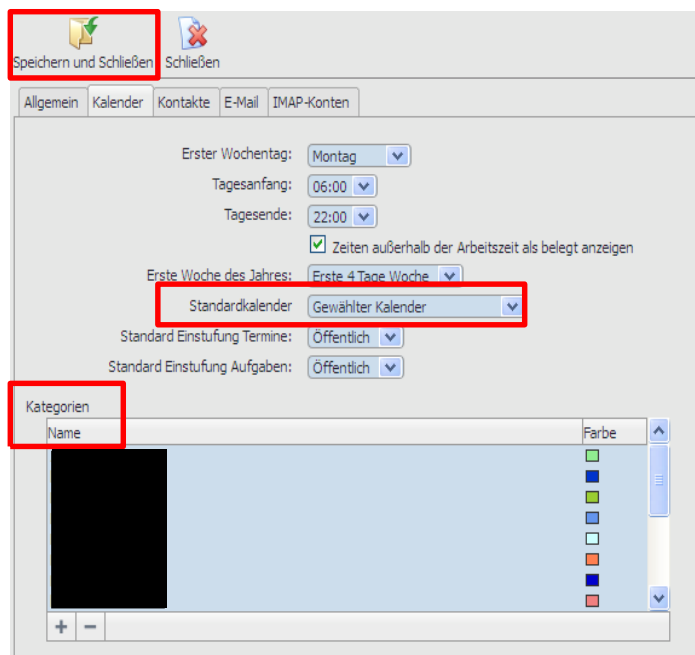 Speichern und Schließen Schließen
Allgemein Kalender Kontakte E-Mail IMAP-Konten
Erster Wochentag: Montag
Tagesanfang: 06:00
Tagesende: 22:00
Zeiten außerhalb der Arbeitszeit als belegt anzeigen
Erste Woche des Jahres: Erste 4 Tage Woche
Standardkalender Gewählter Kalender
Standard Einstufung Termine: Öffentlich
Standard Einstufung Aufgaben: Öffentlich
Kategorien
Name Farbe
+ −